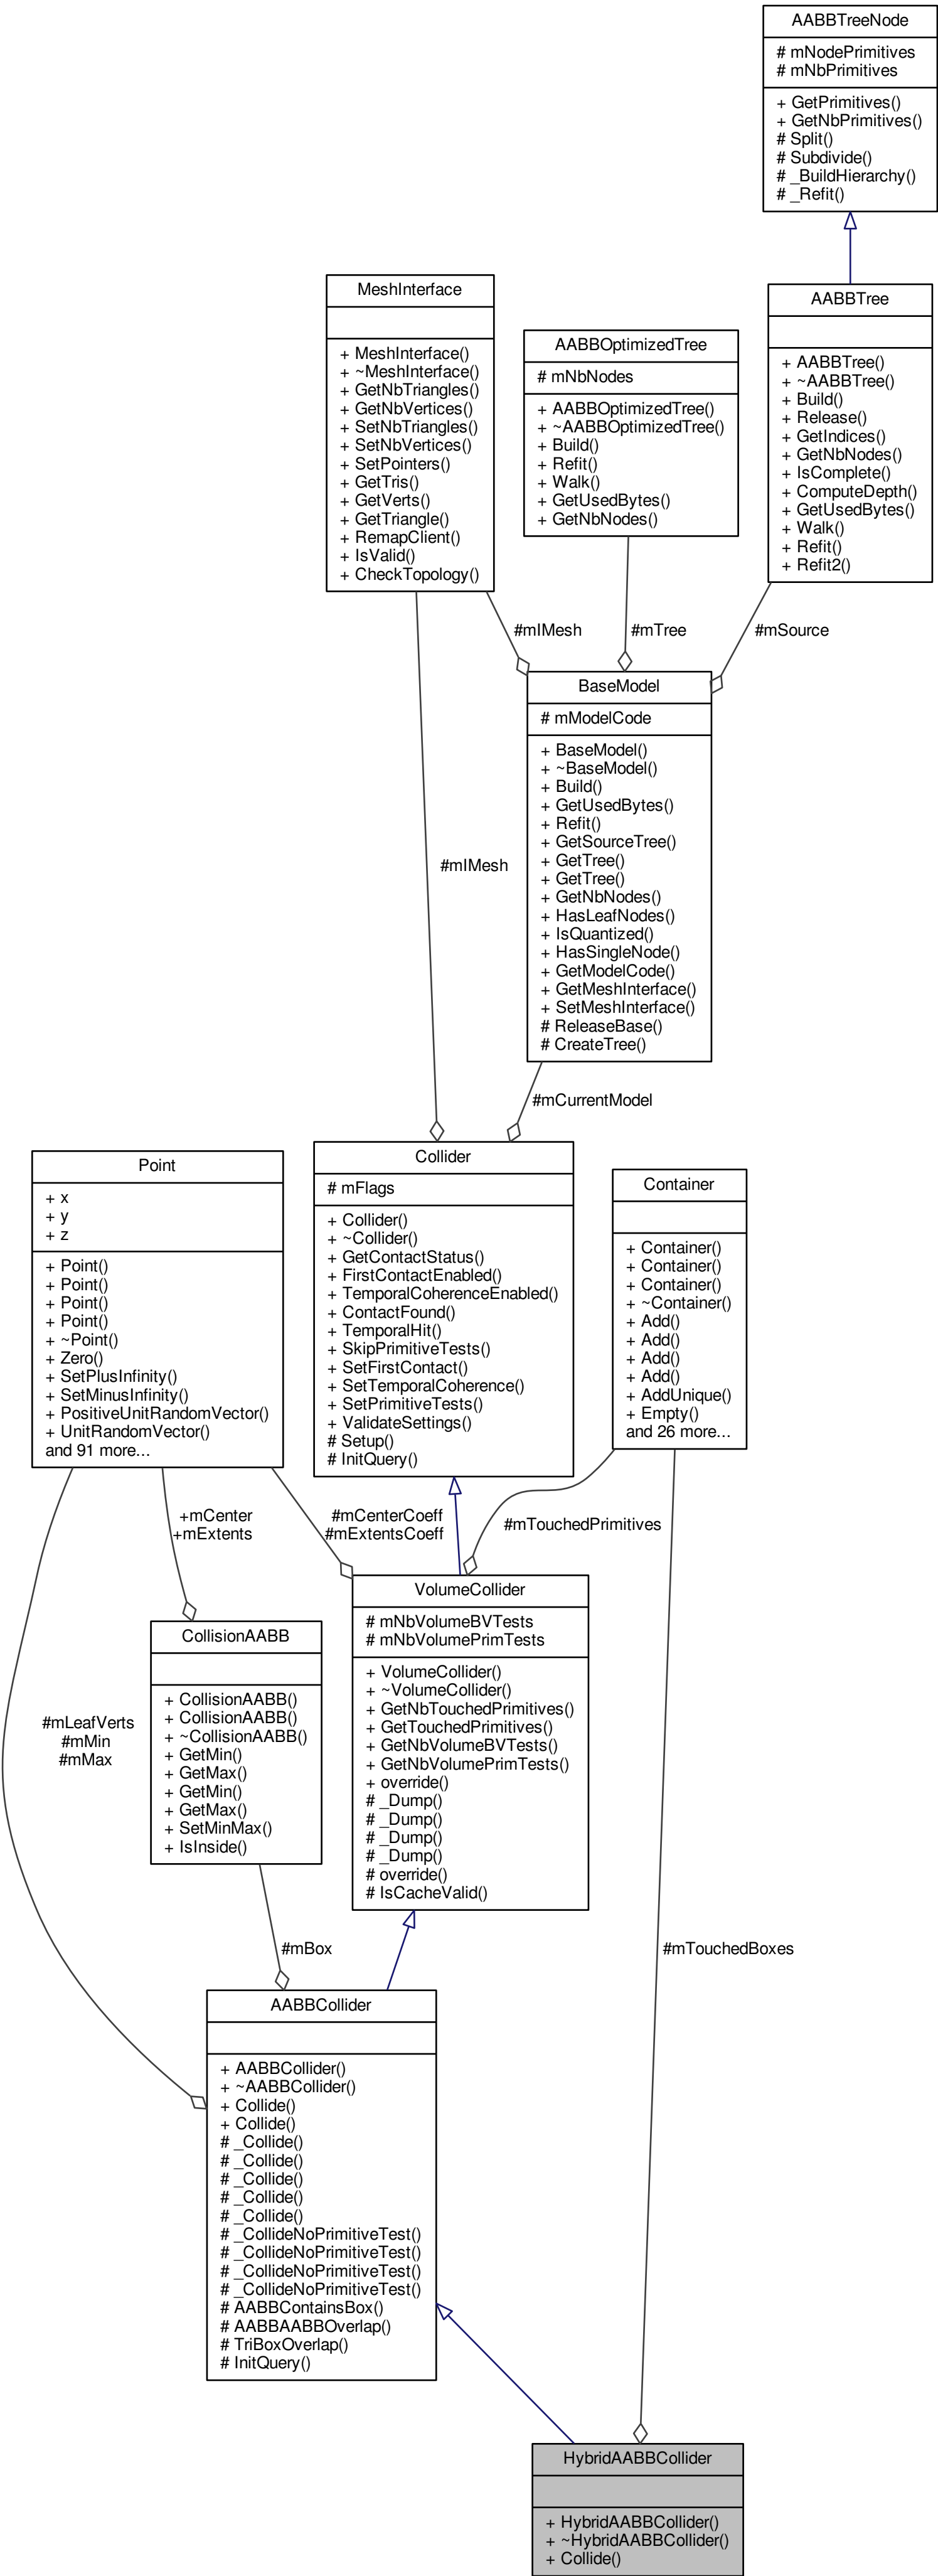 AABBTreeNode
# mNodePrimitives
# mNbPrimitives
+ GetPrimitives()
+ GetNbPrimitives()
# Split()
# Subdivide()
# _BuildHierarchy()
# _Refit()
MeshInterface
+ MeshInterface()
+ ~MeshInterface()
+ GetNbTriangles()
+ GetNbVertices()
+ SetNbTriangles()
+ SetNbVertices()
+ SetPointers()
+ GetTris()
+ GetVerts()
+ GetTriangle()
+ RemapClient()
+ IsValid()
+ CheckTopology()
AABBOptimizedTree
# mNbNodes
+ AABBOptimizedTree()
+ ~AABBOptimizedTree()
+ Build()
+ Refit()
+ Walk()
+ GetUsedBytes()
+ GetNbNodes()
AABBTree
+ AABBTree()
+ ~AABBTree()
+ Build()
+ Release()
+ GetIndices()
+ GetNbNodes()
+ IsComplete()
+ ComputeDepth()
+ GetUsedBytes()
+ Walk()
+ Refit()
+ Refit2()
#mIMesh
#mTree
#mSource
BaseModel
# mModelCode
+ BaseModel()
+ ~BaseModel()
+ Build()
+ GetUsedBytes()
+ Refit()
+ GetSourceTree()
+ GetTree()
+ GetTree()
+ GetNbNodes()
+ HasLeafNodes()
+ IsQuantized()
+ HasSingleNode()
+ GetModelCode()
+ GetMeshInterface()
+ SetMeshInterface()
# ReleaseBase()
# CreateTree()
#mIMesh
#mCurrentModel
Point
+ x
+ y
+ z
+ Point()
+ Point()
+ Point()
+ Point()
+ ~Point()
+ Zero()
+ SetPlusInfinity()
+ SetMinusInfinity()
+ PositiveUnitRandomVector()
+ UnitRandomVector()
and 91 more...
Collider
# mFlags
+ Collider()
+ ~Collider()
+ GetContactStatus()
+ FirstContactEnabled()
+ TemporalCoherenceEnabled()
+ ContactFound()
+ TemporalHit()
+ SkipPrimitiveTests()
+ SetFirstContact()
+ SetTemporalCoherence()
+ SetPrimitiveTests()
+ ValidateSettings()
# Setup()
# InitQuery()
Container
+ Container()
+ Container()
+ Container()
+ ~Container()
+ Add()
+ Add()
+ Add()
+ Add()
+ AddUnique()
+ Empty()
and 26 more...
+mCenter
+mExtents
#mCenterCoeff
#mExtentsCoeff
#mTouchedPrimitives
VolumeCollider
# mNbVolumeBVTests
# mNbVolumePrimTests
+ VolumeCollider()
+ ~VolumeCollider()
+ GetNbTouchedPrimitives()
+ GetTouchedPrimitives()
+ GetNbVolumeBVTests()
+ GetNbVolumePrimTests()
+ override()
# _Dump()
# _Dump()
# _Dump()
# _Dump()
# override()
# IsCacheValid()
CollisionAABB
+ CollisionAABB()
+ CollisionAABB()
+ ~CollisionAABB()
+ GetMin()
+ GetMax()
+ GetMin()
+ GetMax()
+ SetMinMax()
+ IsInside()
#mLeafVerts
#mMin
#mMax
#mBox
#mTouchedBoxes
AABBCollider
+ AABBCollider()
+ ~AABBCollider()
+ Collide()
+ Collide()
# _Collide()
# _Collide()
# _Collide()
# _Collide()
# _Collide()
# _CollideNoPrimitiveTest()
# _CollideNoPrimitiveTest()
# _CollideNoPrimitiveTest()
# _CollideNoPrimitiveTest()
# AABBContainsBox()
# AABBAABBOverlap()
# TriBoxOverlap()
# InitQuery()
HybridAABBCollider
+ HybridAABBCollider()
+ ~HybridAABBCollider()
+ Collide()